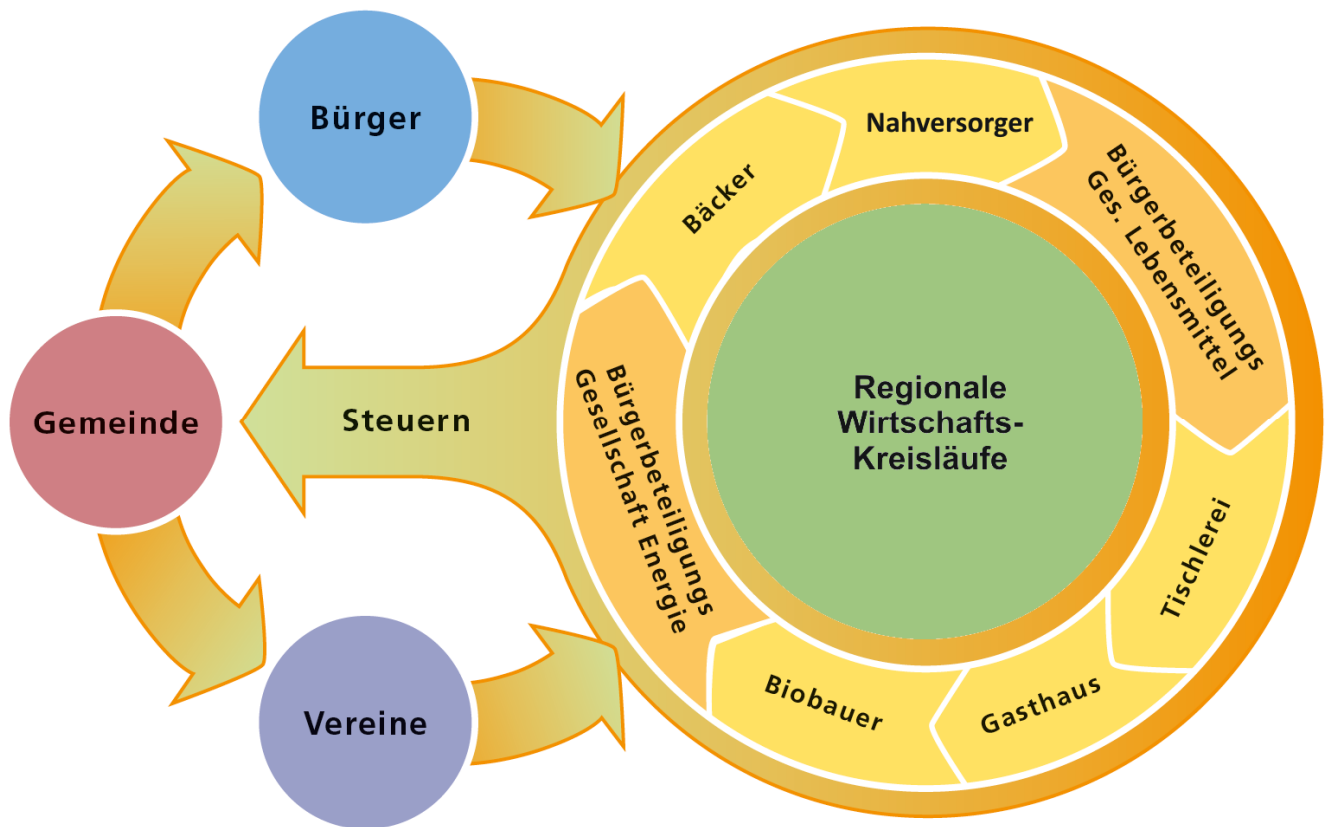 Bürger
Nahversorger
Bäcker
Bürgerbeteiligungs
Ges. Lebensmittel
Gemeinde
Steuern
Bürgerbeteiligungs
Gesellschaft Energie
Regionale
Wirtschafts-
Kreisläufe
Tischlerei
Biobauer
Gasthaus
Vereine